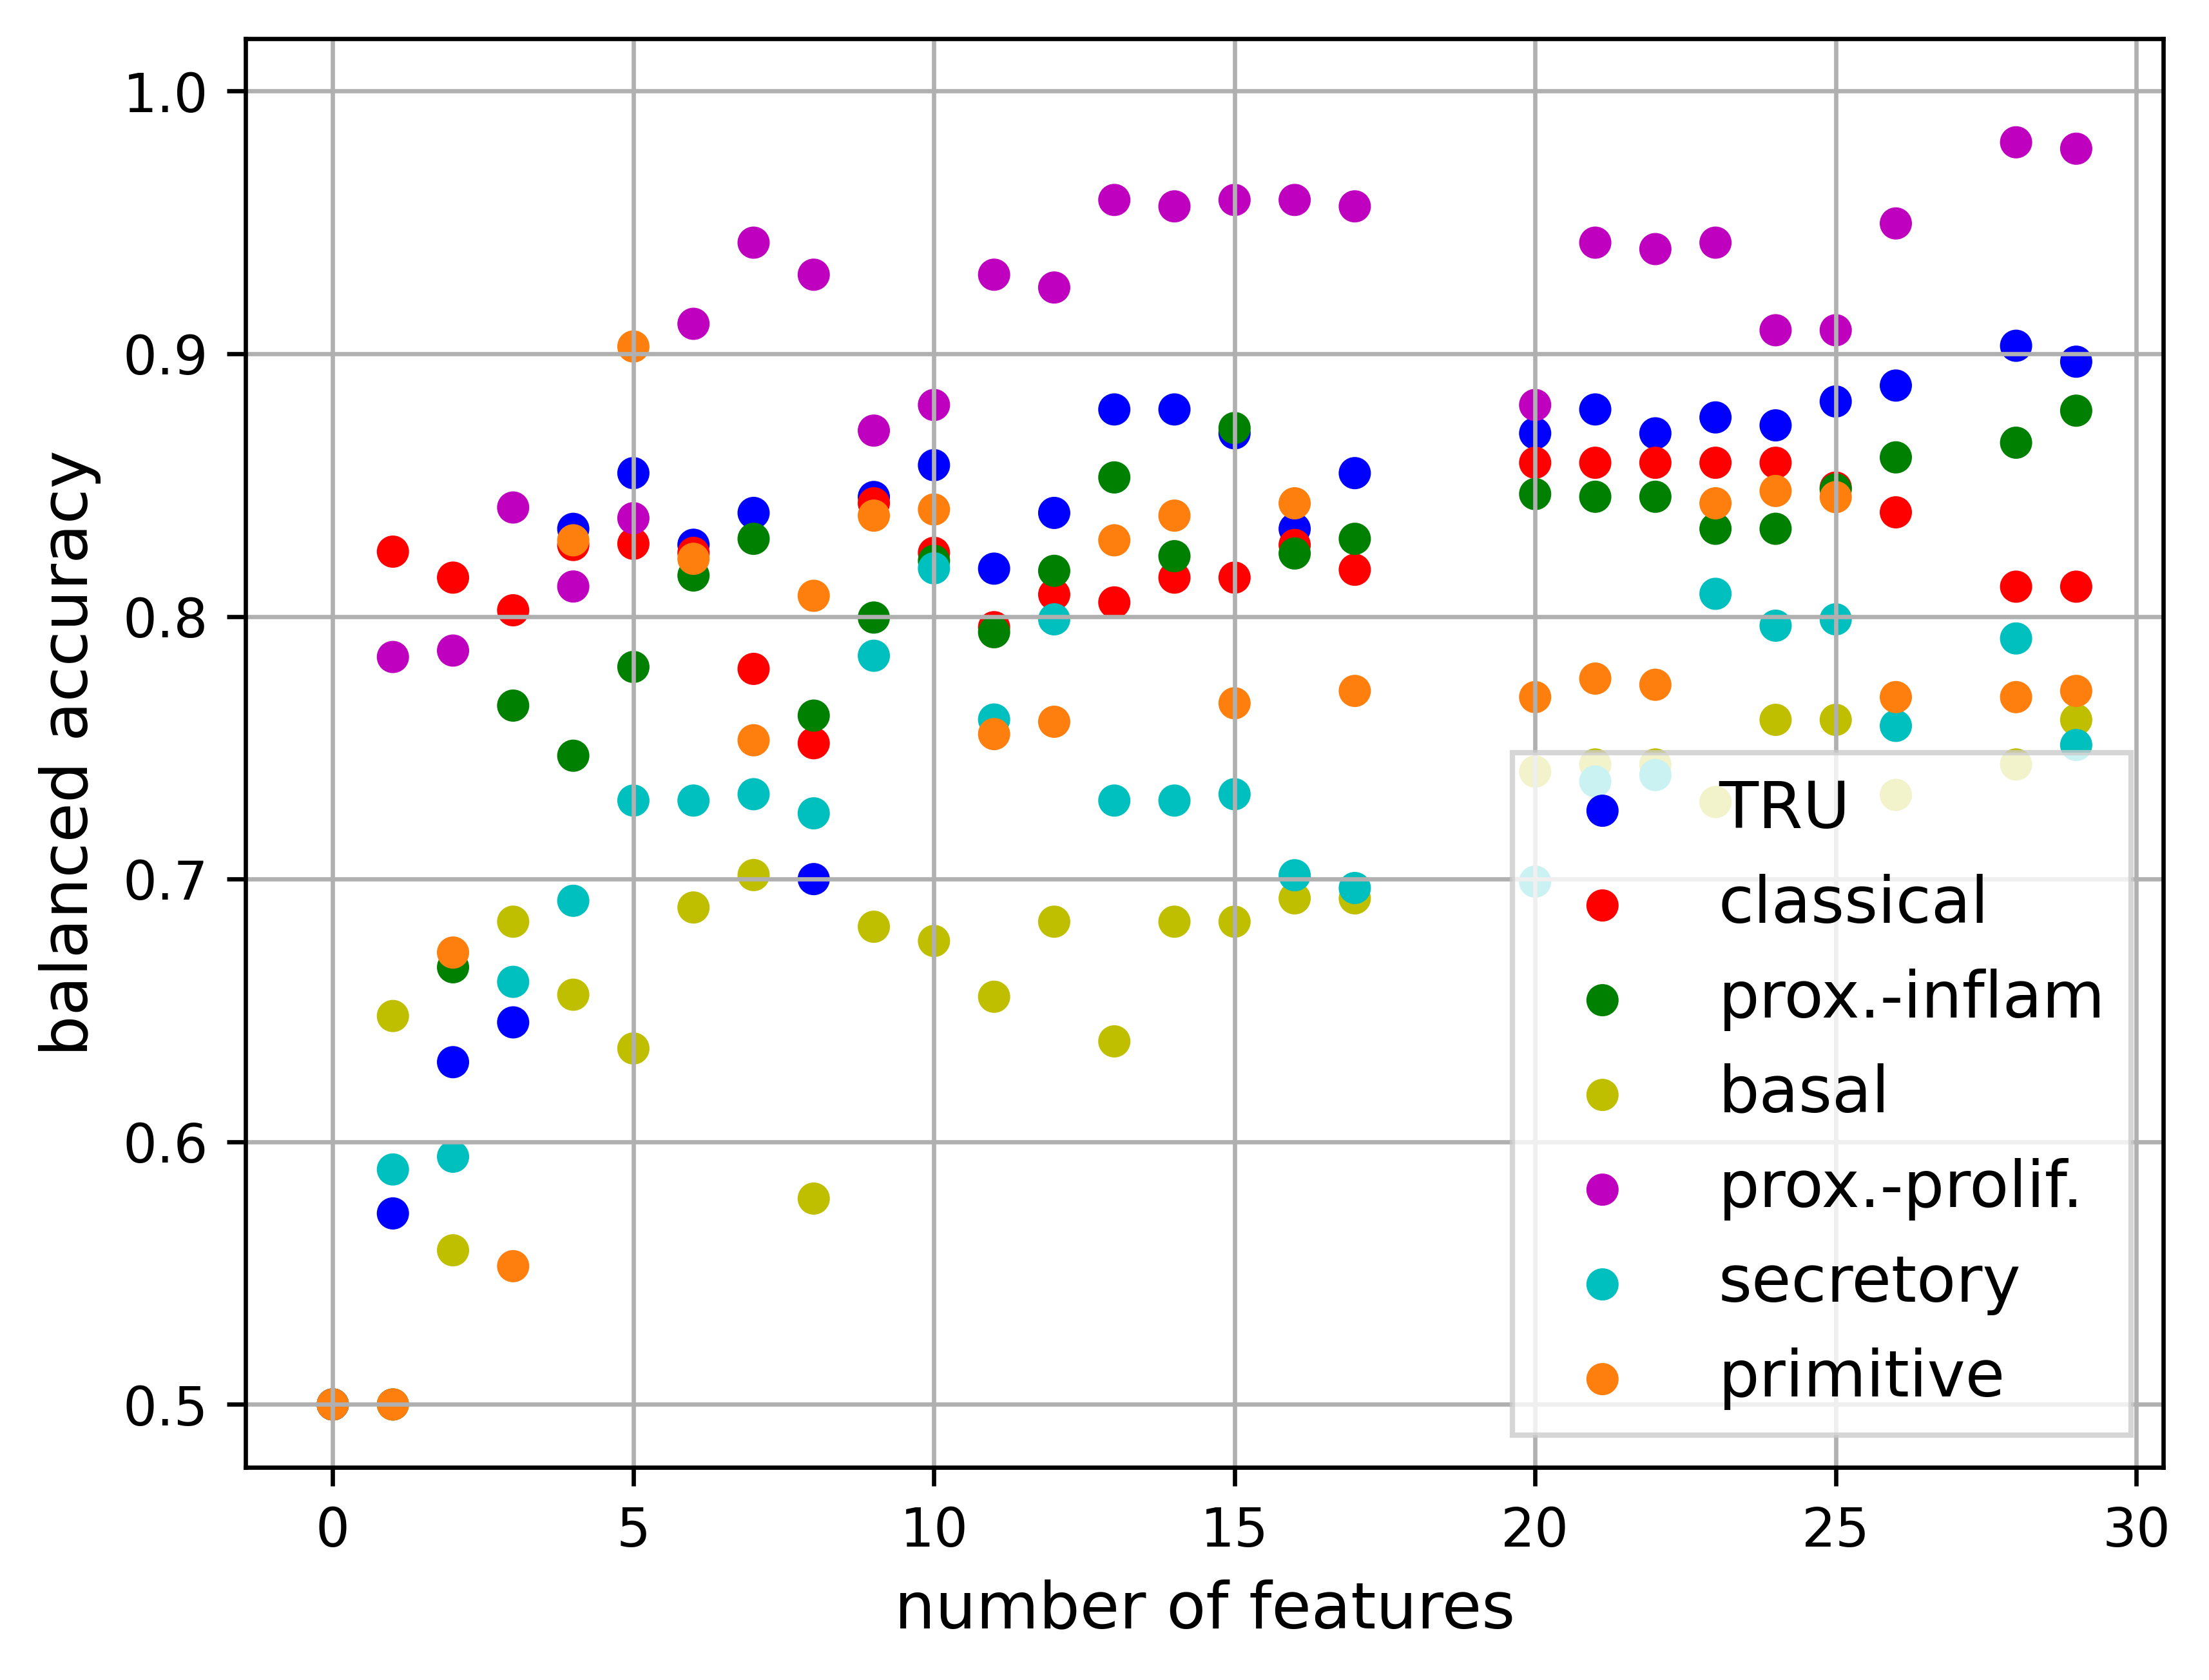 1.0
0.9
0.8
0.7
0.6
0.5
balanced accuracy
TRU
classical
prox.-inflam
basal
prox.-prolif.
secretory
primitive
0 5 10 15 20 25 30
number of features